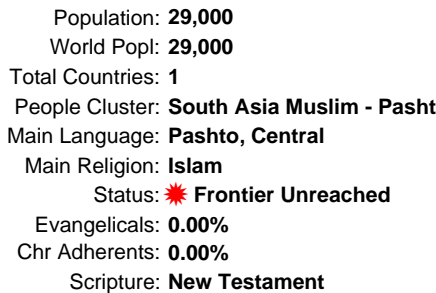 Population: 29,000
World Popl: 29,000
Total Countries: 1
People Cluster: South Asia Muslim - Pasht
Main Language: Pashto, Central
Main Religion: Islam
Status: Frontier Unreached
Evangelicals: 0.00%
Chr Adherents: 0.00%
Scripture: New Testament